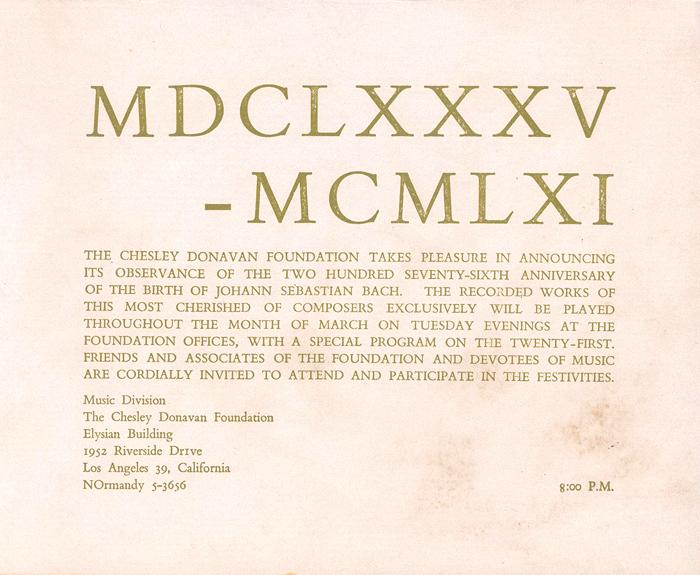 MDCLXXXV
-MCMLXI
THE CHESLEY DONAVAN FOUNDATION TAKES PLEASURE IN ANNOUNCING
ITS OBSERVANCE OF THE TWO HUNDRED SEVENTY-SIXTH ANNIVERSARY
OF THE BIRTH OF JOHANN SEBASTIAN BACH. THE RECORDED WORKS OF
THIS MOST CHERISHED OF COMPOSERS EXCLUSIVELY WILL BE PLAYED
THROUGHOUT THE MONTH OF MARCH ON TUESDAY EVENINGS AT THE
FOUNDATION OFFICES, WITH A SPECIAL PROGRAM ON THE TWENTY-FIRST.
FRIENDS AND ASSOCIATES OF THE FOUNDATION AND DEVOTEES OF MUSIC
ARE CORDIALLY INVITED TO ATTEND AND PARTICIPATE IN THE FESTIVITIES.
Music Division
The Chesley Donavan Foundation
Elysian Building
1952 Riverside Drive
Los Angeles 39, California
NOrmandy 5-3656
8:00 P.M.